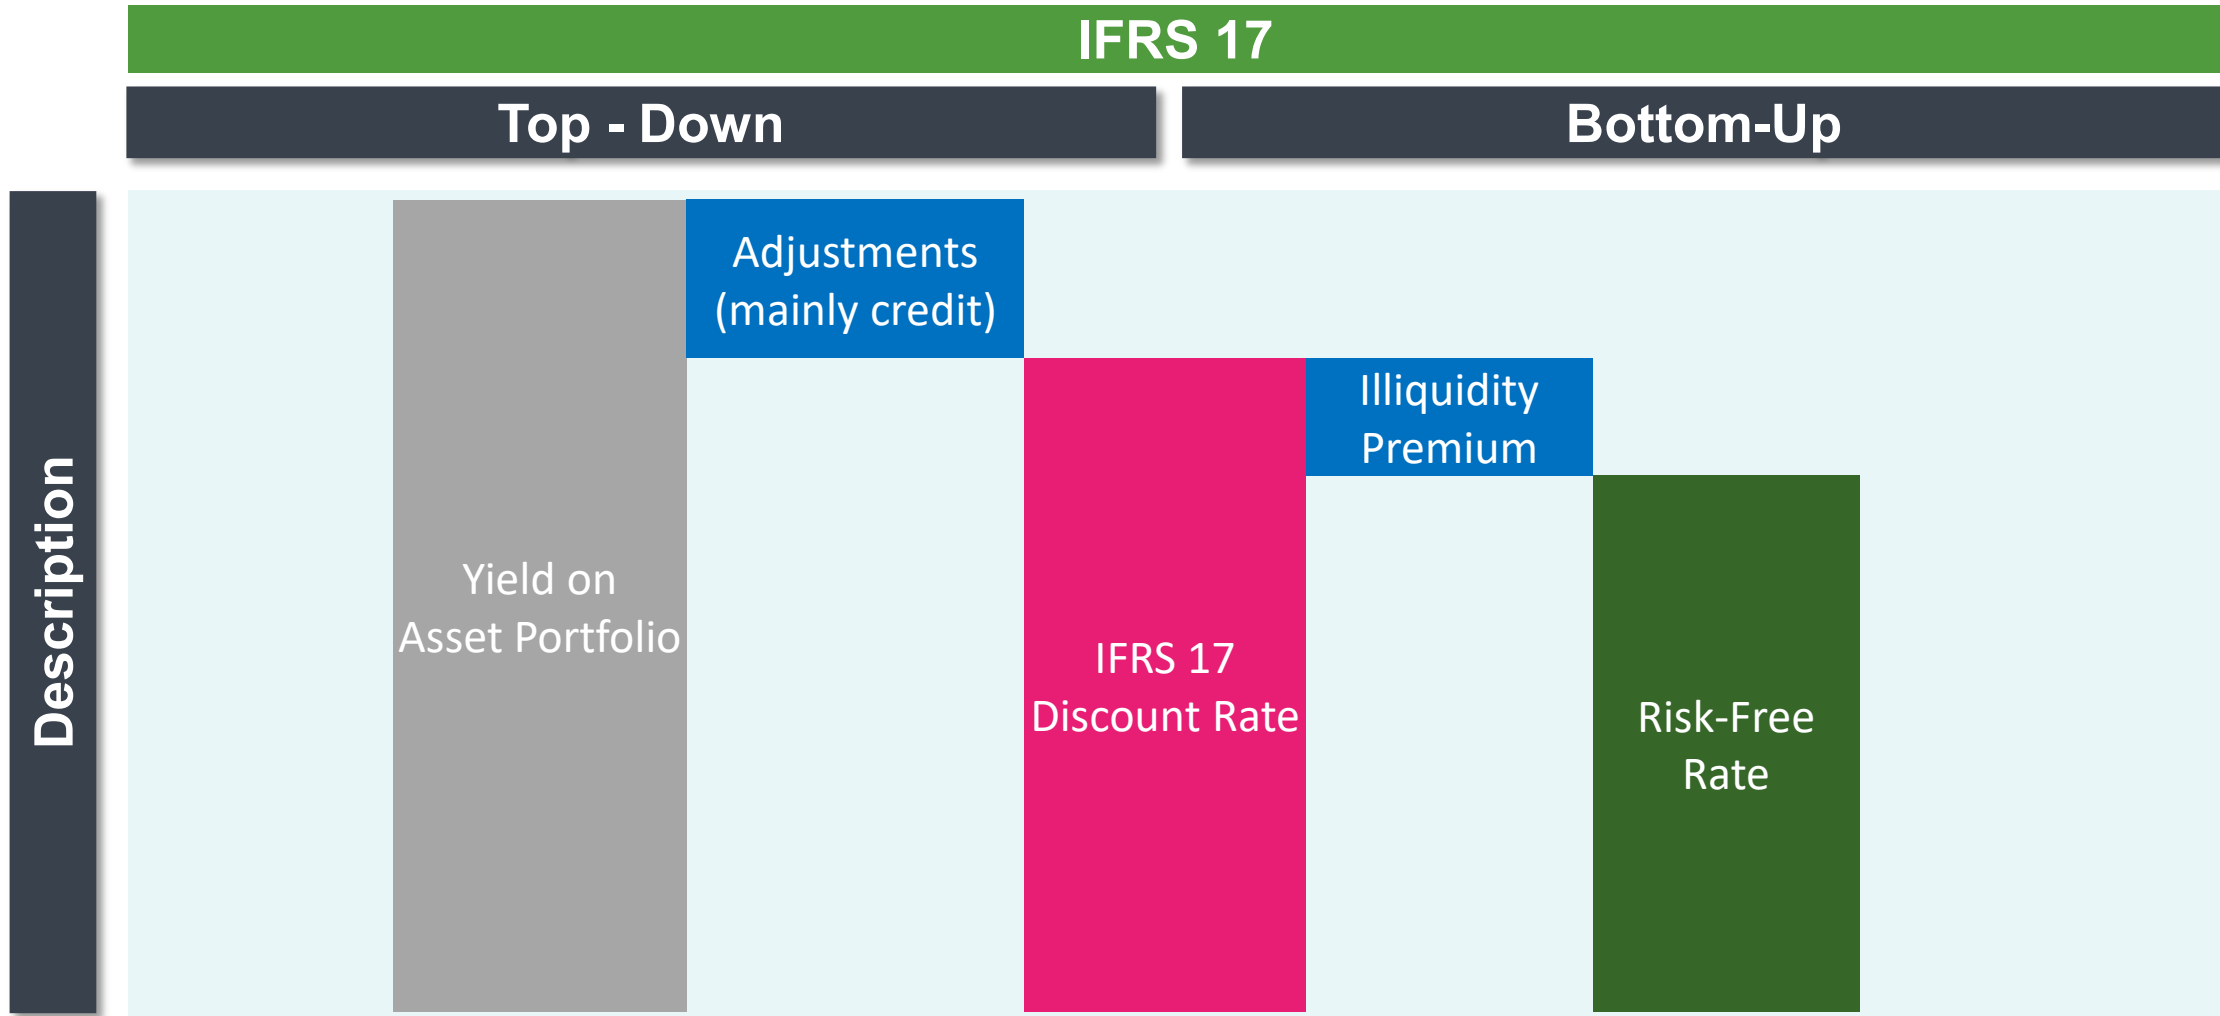 IFRS 17
Top - Down
Bottom-Up
Description
Yield on
Asset Portfolio
Adjustments
(mainly credit)
IFRS 17
Discount Rate
Illiquidity
Premium
Risk-Free
Rate